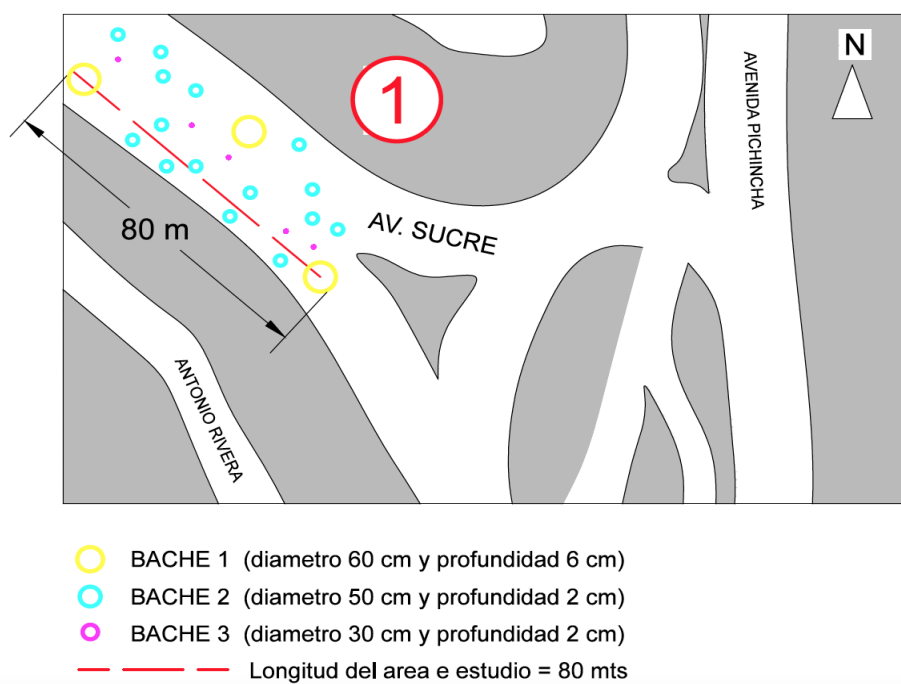 1
N
AVENIDA PICHINCHA
80 m
AV. SUCRE
ANTONIO RIVERA
BACHE 1 (diametro 60 cm y profundidad 6 cm)
BACHE 2 (diametro 50 cm y profundidad 2 cm)
BACHE 3 (diametro 30 cm y profundidad 2 cm)
Longitud del area e estudio = 80 mts